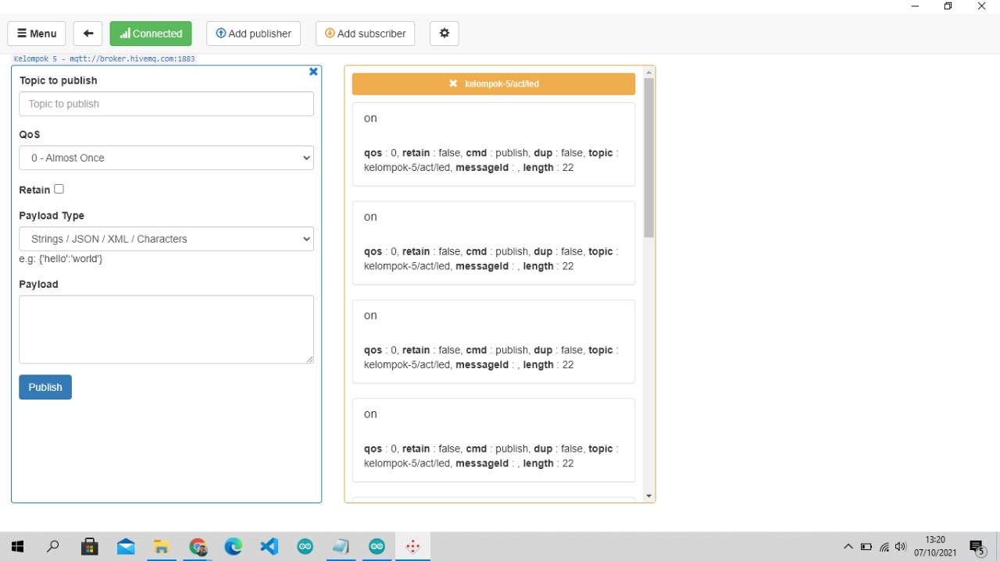 Menu
Connected
Add publisher
Add subscriber
Kelompok 5 - mqtt://broker.hivemq.com:1883
Topic to publish
Topic to publish
QoS
0 - Almost Once
Retain
Payload Type
Strings / JSON / XML / Characters
e.g: {'hello':'world'}
Payload
Publish
kelompok-5/act/led
on
qos : 0, retain : false, cmd : publish, dup : false, topic :
kelompok-5/act/led, messageId : , length : 22
on
qos : 0, retain : false, cmd : publish, dup : false, topic :
kelompok-5/act/led, messageId : , length : 22
on
qos : 0, retain : false, cmd : publish, dup : false, topic :
kelompok-5/act/led, messageId : , length : 22
on
qos : 0, retain : false, cmd : publish, dup : false, topic :
kelompok-5/act/led, messageId : , length : 22
13:20
07/10/2021
5